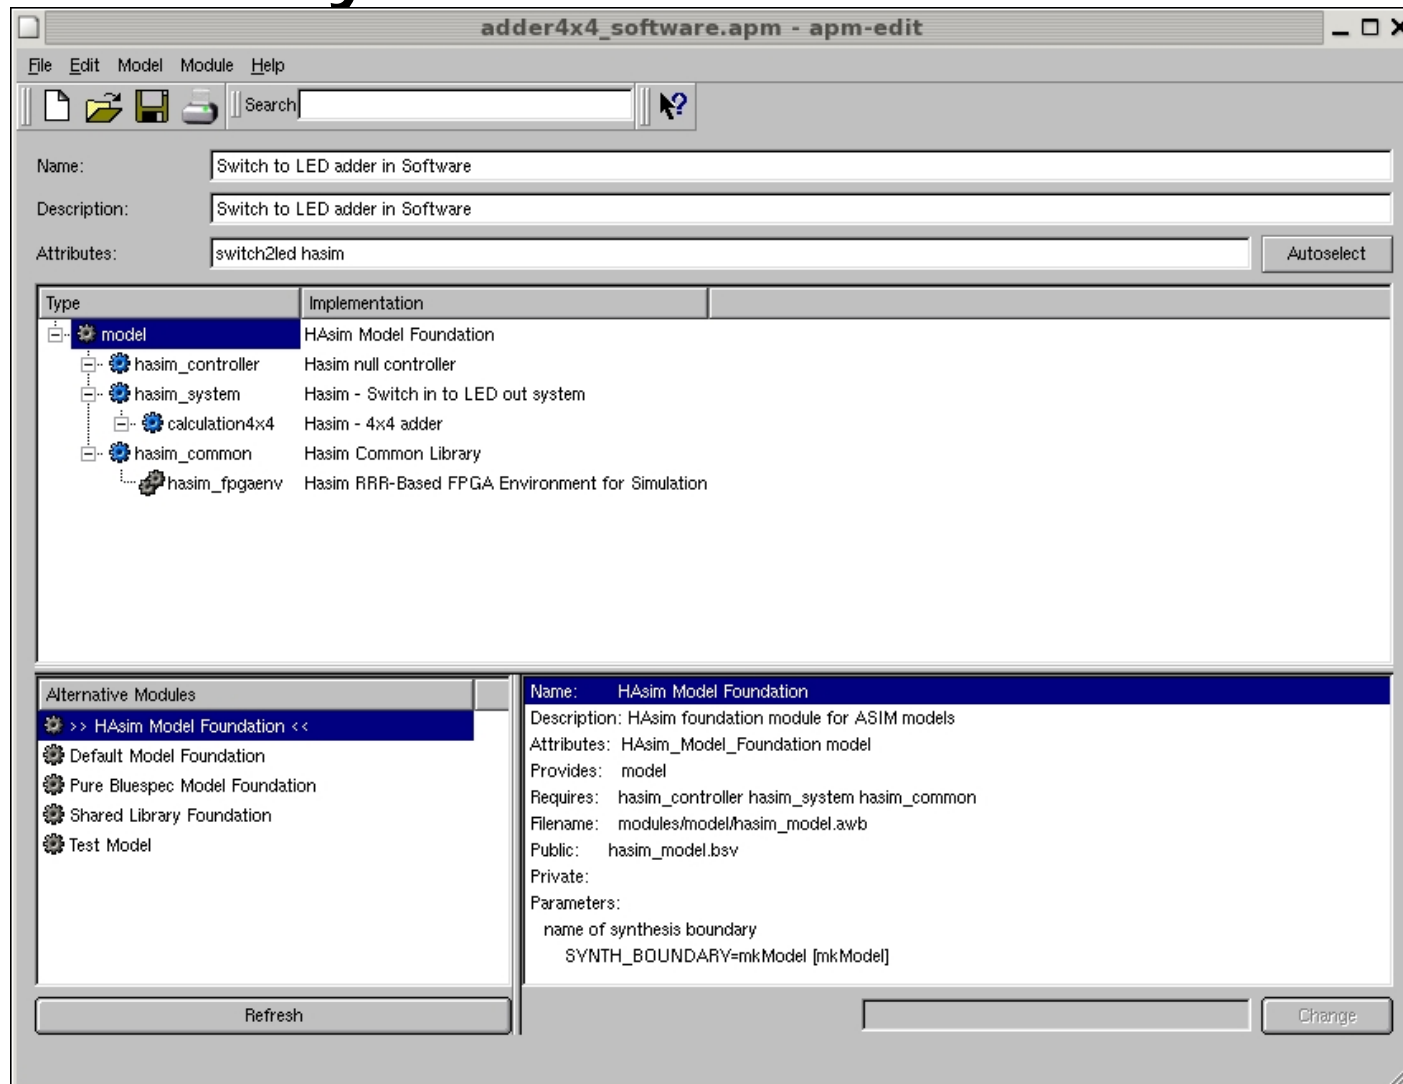 adder4x4_software.apm - apm-edit
File Edit Model Module Help
Search
Name: Switch to LED adder in Software
Description: Switch to LED adder in Software
Attributes: switch2led hasim Autoselect
Type Implementation
model HAsim Model Foundation
hasim_controller Hasim null controller
hasim_system Hasim - Switch in to LED out system
calculation4x4 Hasim - 4x4 adder
hasim_common Hasim Common Library
hasim_fpgaenv Hasim RRR-Based FPGA Environment for Simulation
Alternative Modules
>> HAsim Model Foundation <<
Default Model Foundation
Pure Bluespec Model Foundation
Shared Library Foundation
Test Model
Refresh
Name: HAsim Model Foundation
Description: HAsim foundation module for ASIM models
Attributes: HAsim_Model_Foundation model
Provides: model
Requires: hasim_controller hasim_system hasim_common
Filename: modules/model/hasim_model.awb
Public: hasim_model.bsv
Private:
Parameters:
name of synthesis boundary
SYNTH_BOUNDARY=mkModel [mkModel]
Change